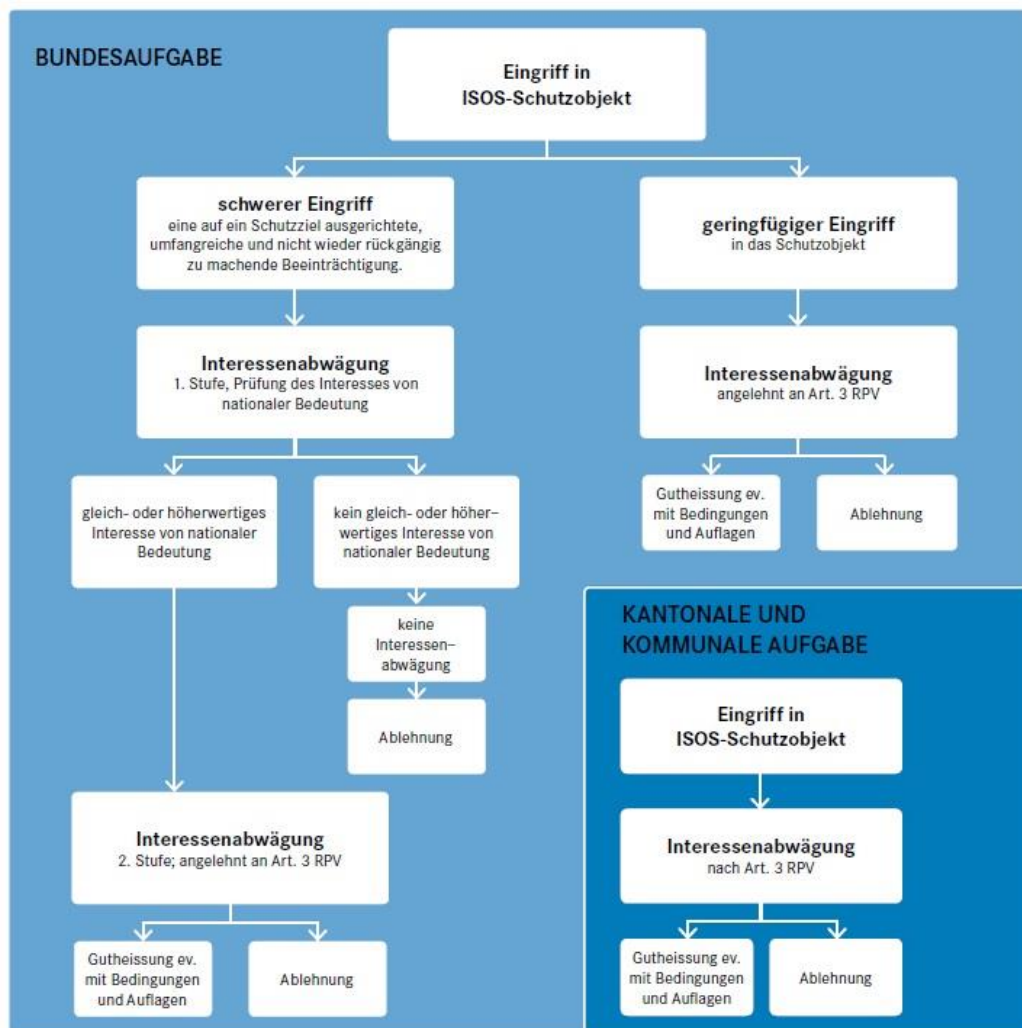 BUNDESAUFGABE
Eingriff in
ISOS-Schutzobjekt
schwerer Eingriff
eine auf ein Schutzziel ausgerichtete,
umfangreiche und nicht wieder rückgängig
zu machende Beeinträchtigung.
geringfügiger Eingriff
in das Schutzobjekt
Interessenabwägung
1. Stufe, Prüfung des Interesses von
nationaler Bedeutung
Interessenabwägung
angelehnt an Art. 3 RPV
gleich- oder höherwertiges
Interesse von nationaler
Bedeutung
kein gleich- oder höher-
wertiges Interesse von
nationaler Bedeutung
Gutheissung ev.
mit Bedingungen
und Auflagen
Ablehnung
keine
Interessen-
abwägung
Ablehnung
Interessenabwägung
2. Stufe; angelehnt an Art. 3 RPV
Gutheissung ev.
mit Bedingungen
und Auflagen
Ablehnung
KANTONALE UND
KOMMUNALE AUFGABE
Eingriff in
ISOS-Schutzobjekt
Interessenabwägung
nach Art. 3 RPV
Gutheissung ev.
mit Bedingungen
und Auflagen
Ablehnung